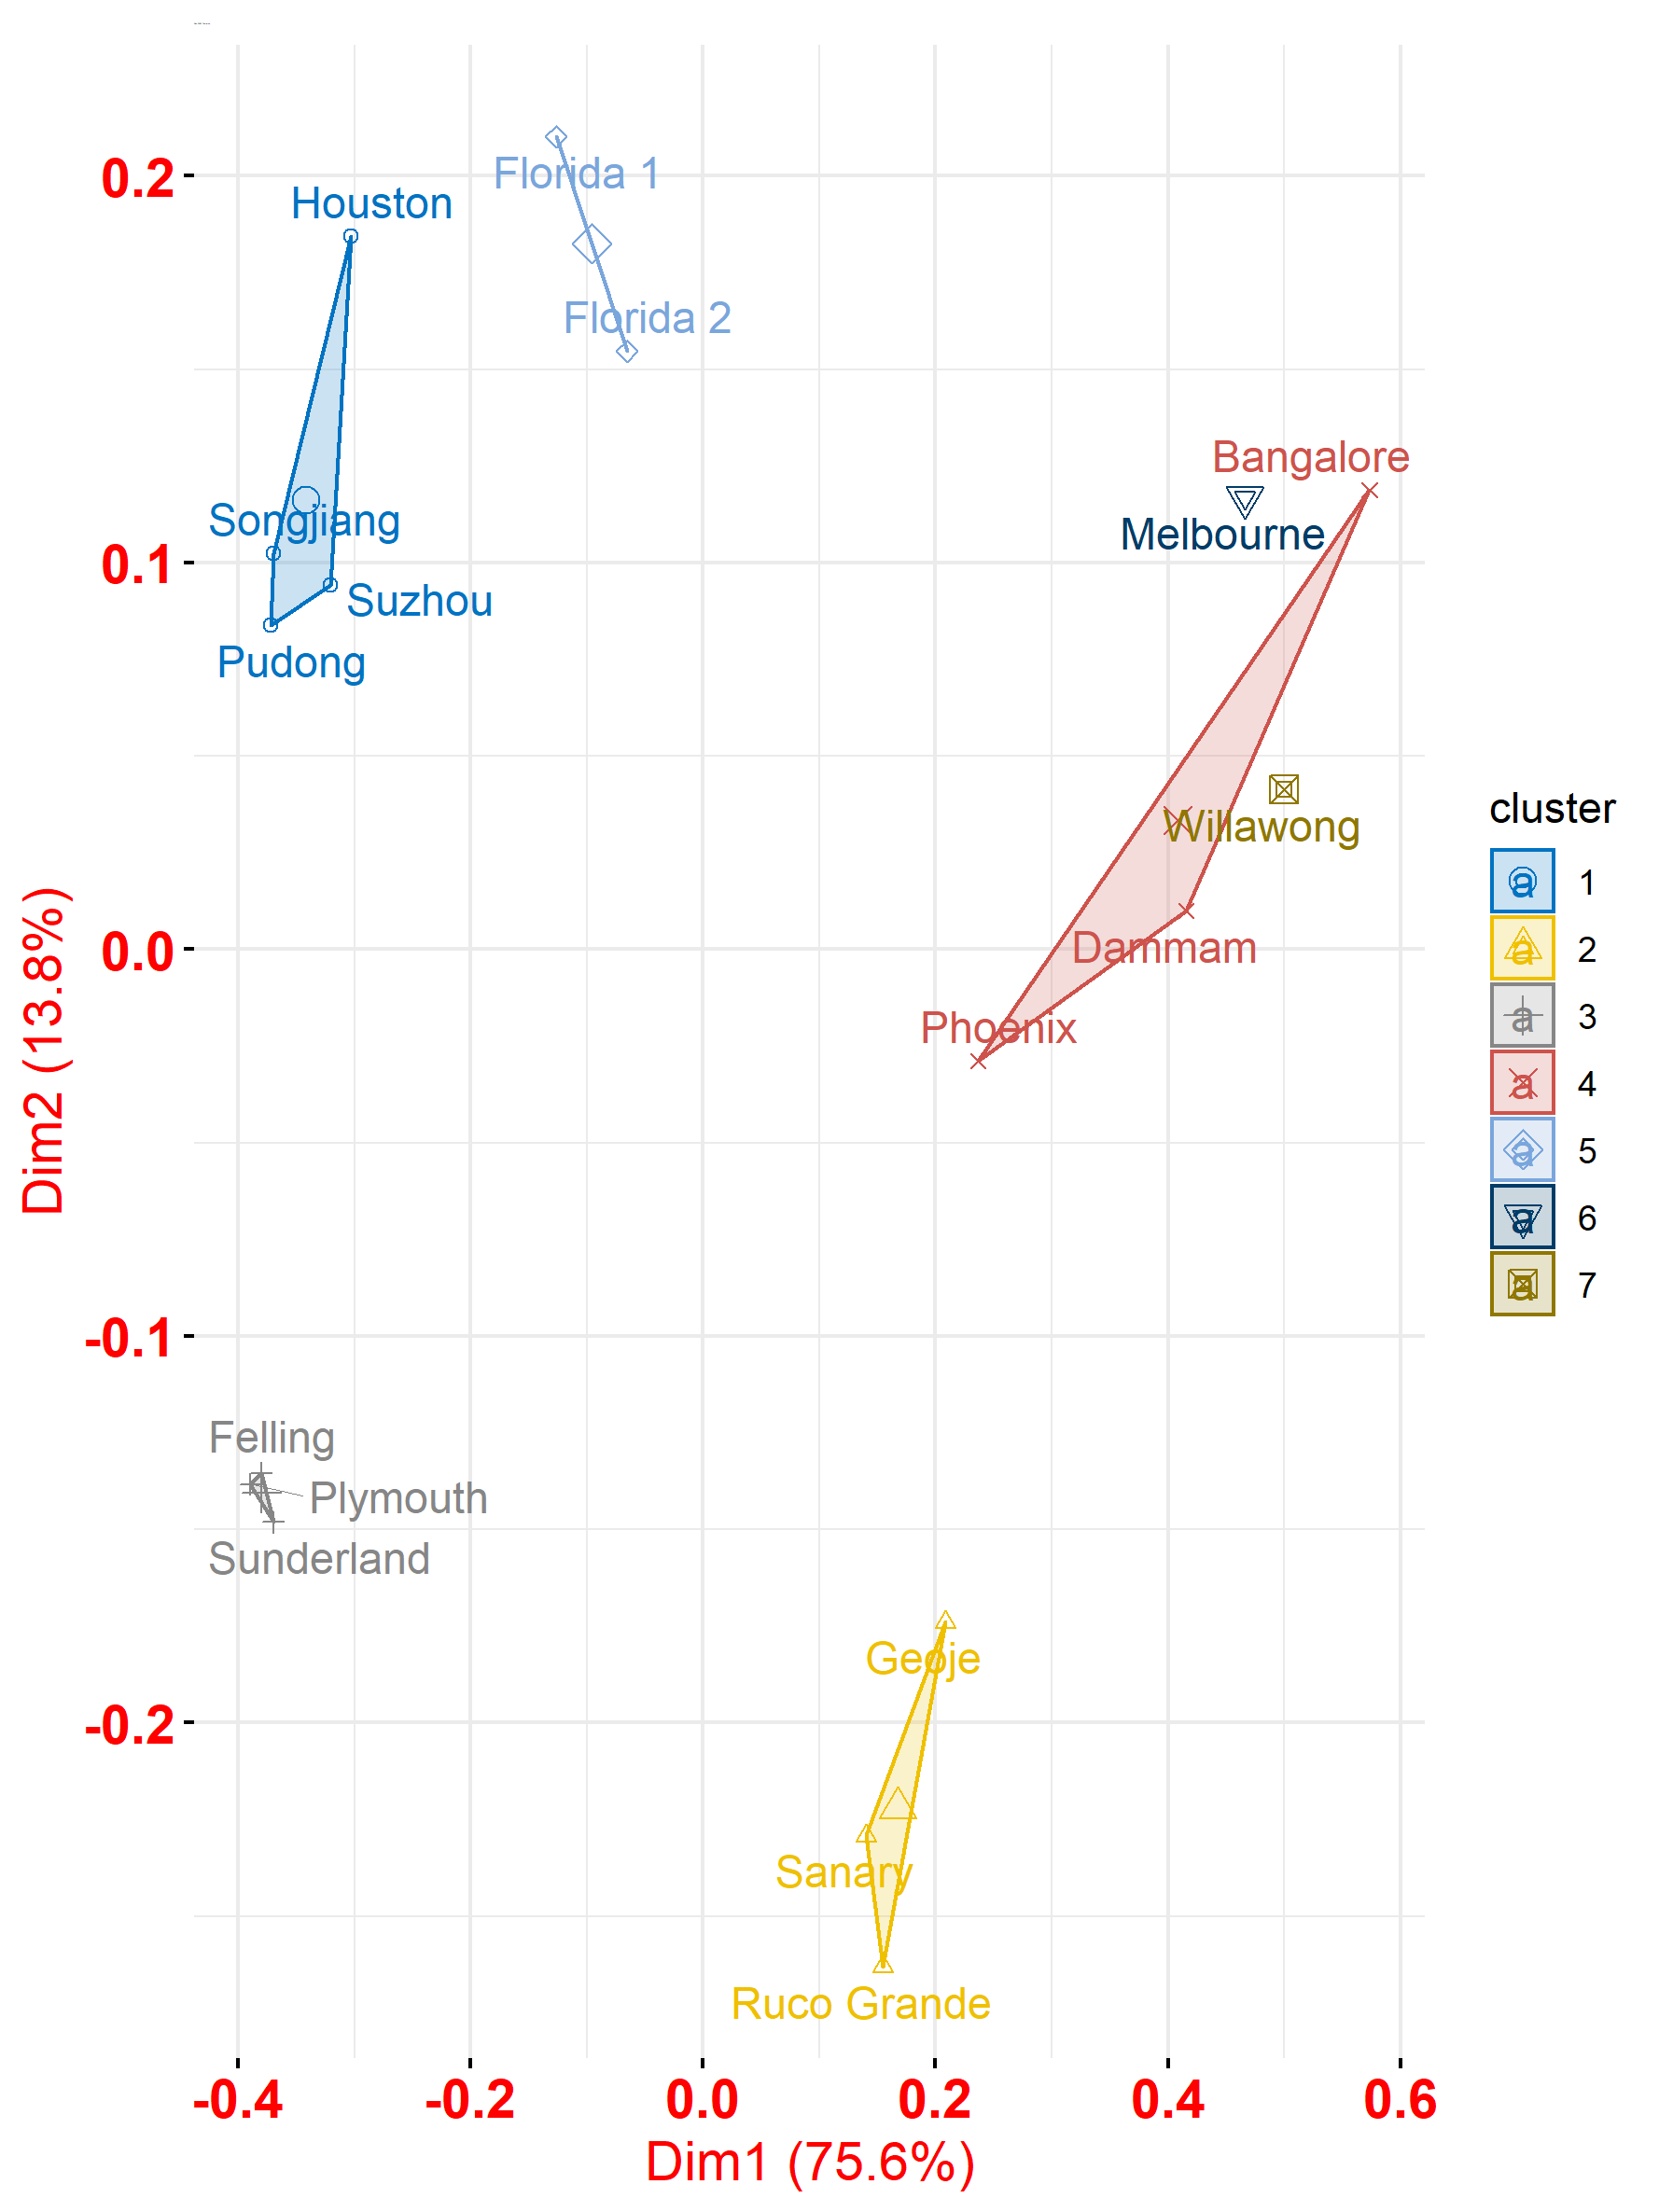 Florida 1
Houston
Florida 2
Bangalore
Melbourne
Songjiang
Suzhou
Pudong
Willawong
Dammam
Phoenix
Felling
Plymouth
Sunderland
Geoje
Sanary
Ruco Grande
0.2
0.1
0.0
-0.1
-0.2
Dim2 (13.8%)
-0.4 -0.2 0.0 0.2 0.4 0.6
Dim1 (75.6%)
cluster
a 1
a 2
a 3
a 4
a 5
a 6
a 7